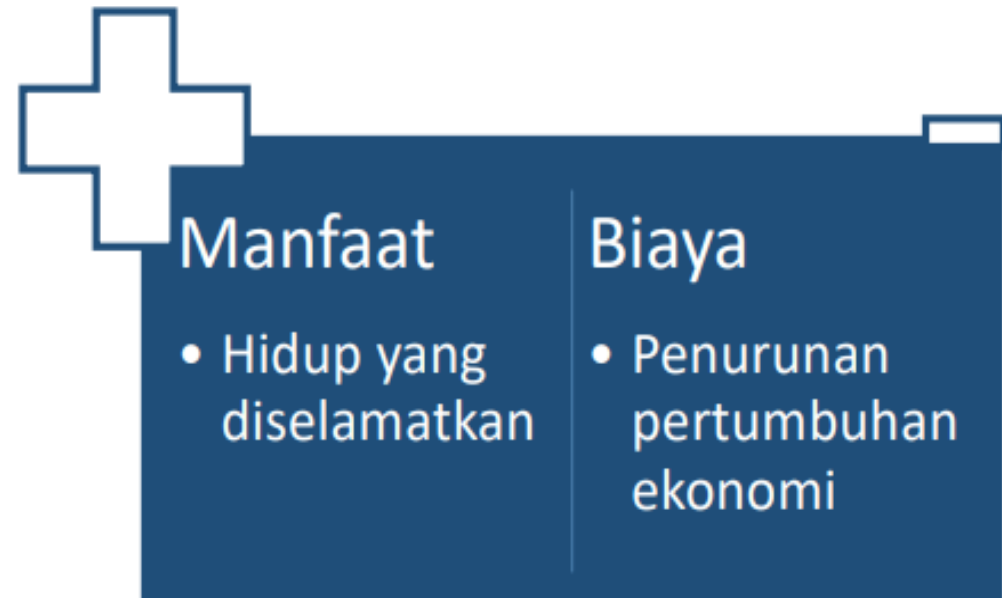 Manfaat
• Hidup yang
diselamatkan
Biaya
• Penurunan
pertumbuhan
ekonomi